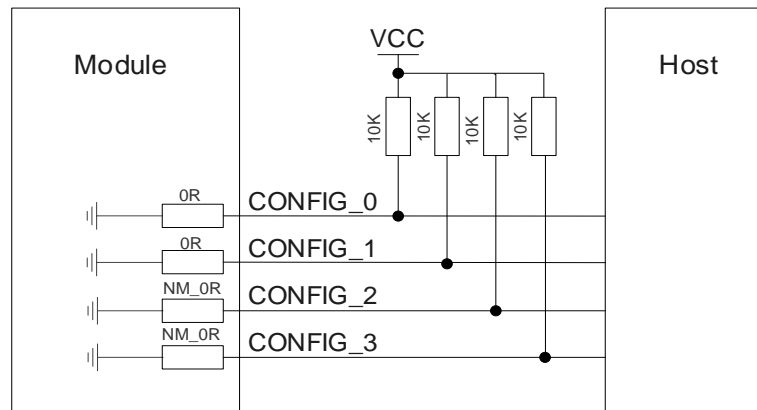 VCC
Module
Host
10K
10K
10K
10K
0R
CONFIG_0
0R
CONFIG_1
NM_0R
CONFIG_2
NM_0R
CONFIG_3